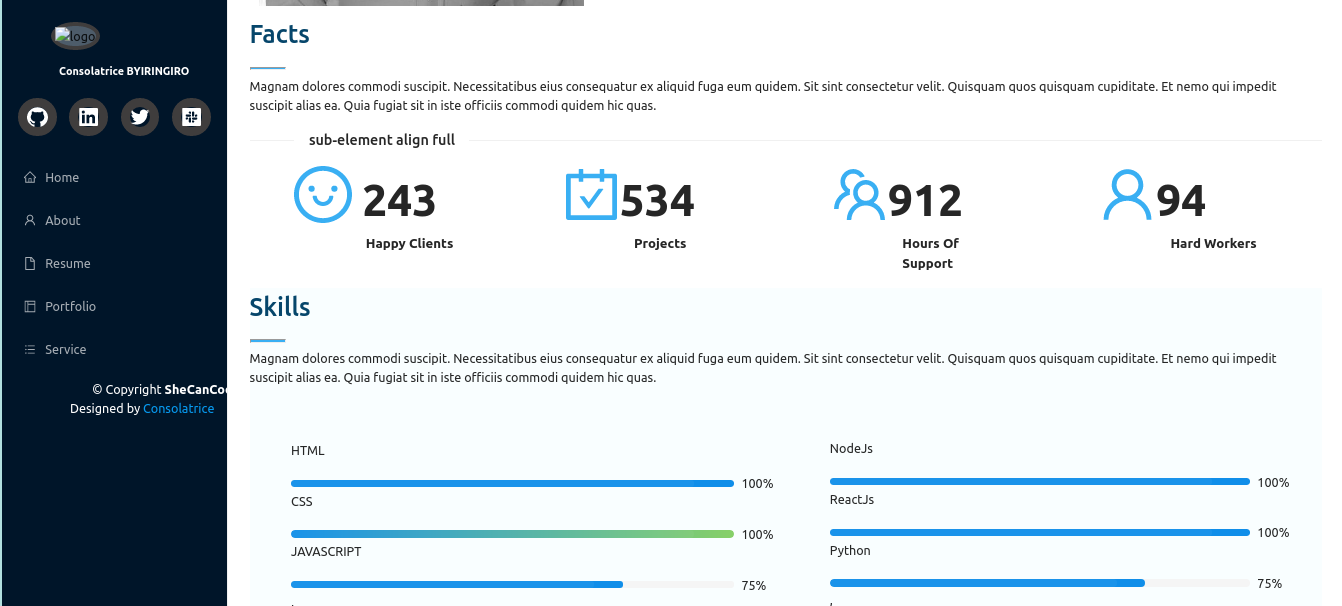 logo
Consolatrice BYIRINGIRO
Home
About
Resume
Portfolio
Service
© Copyright SheCanCo
Designed by Consolatrice
Facts
Magnam dolores commodi suscipit. Necessitatibus eius consequatur ex aliquid fuga eum quidem. Sit sint consectetur velit. Quisquam quos quisquam cupiditate. Et nemo qui impedit
suscipit alias ea. Quia fugiat sit in iste officiis commodi quidem hic quas.
sub-element align full
243
Happy Clients
534
Projects
912
Hours Of
Support
94
Hard Workers
Skills
Magnam dolores commodi suscipit. Necessitatibus eius consequatur ex aliquid fuga eum quidem. Sit sint consectetur velit. Quisquam quos quisquam cupiditate. Et nemo qui impedit
suscipit alias ea. Quia fugiat sit in iste officiis commodi quidem hic quas.
HTML
100%
CSS
100%
JAVASCRIPT
75%
NodeJs
100%
ReactJs
100%
Python
75%